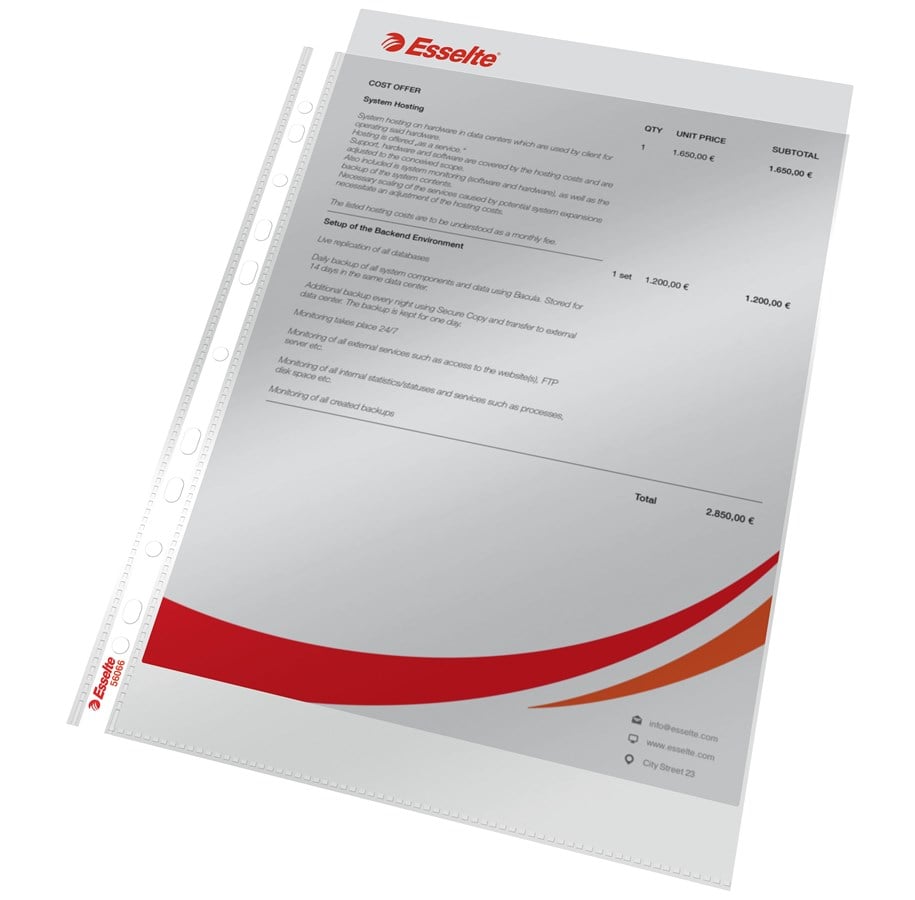 Esselte
COST OFFER
QTY UNIT PRICE SUBTOTAL
System Hosting
1 1.650,00 € 1.650,00 €
System hosting on hardware in data centers which are used by client for
operating said hardware.
Hosting is offered „as a service."
Support, hardware and software are covered by the hosting costs and are
adjusted to the conceived scope.
Also included is system monitoring (software and hardware), as well as the
backup of the system contents.
Necessary scaling of the services caused by potential system expansions
necessitate an adjustment of the hosting costs.
The listed hosting costs are to be understood as a monthly fee.
Setup of the Backend Environment
1 set 1.200,00 € 1.200,00 €
Live replication of all databases
Daily backup of all system components and data using Bacula. Stored for
14 days in the same data center.
Additional backup every night using Secure Copy and transfer to external
data center. The backup is kept for one day.
Monitoring takes place 24/7
Monitoring of all external services such as access to the website(s), FTP
server etc.
Monitoring of all internal statistics/statuses and services such as processes,
disk space etc.
Monitoring of all created backups
Total 2.850,00 €
info@esselte.com
www.esselte.com
City Street 23
Esselte
56066